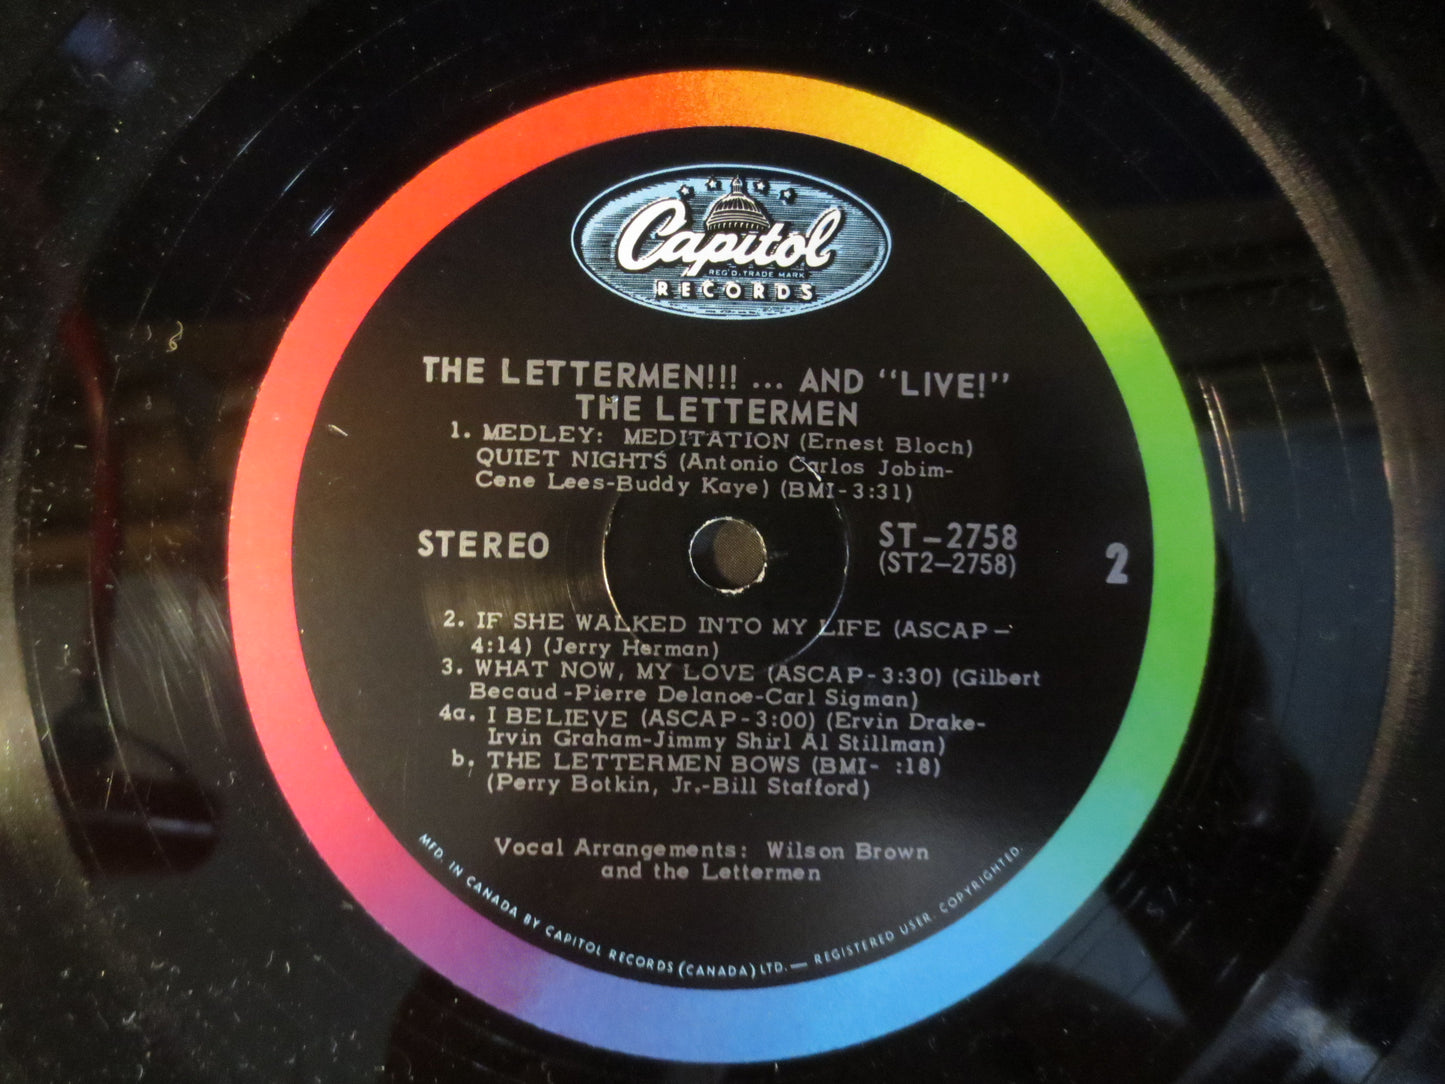 Capitol
REG'D. TRADE MARK
RECORDS
THE LETTERMEN!!! ... AND "LIVE!"
THE LETTERMEN
1. MEDLEY: MEDITATION (Ernest Bloch)
QUIET NIGHTS (Antonio Carlos Jobim-
Cene Lees-Buddy Kaye) (BMI-3:31)
STEREO
ST-2758
(ST2-2758)
2
2. IF SHE WALKED INTO MY LIFE (ASCAP-
4:14) (Jerry Herman)
3. WHAT NOW, MY LOVE (ASCAP-3:30) (Gilbert
Becaud-Pierre Delanoe-Carl Sigman)
4a. I BELIEVE (ASCAP-3:00) (Ervin Drake-
Irvin Graham-Jimmy Shirl Al Stillman)
b. THE LETTERMEN BOWS (BMI- :18)
(Perry Botkin, Jr.-Bill Stafford)
Vocal Arrangements: Wilson Brown
and the Lettermen
MFD. IN CANADA BY CAPITOL RECORDS (CANADA) LTD. — REGISTERED USER. COPYRIGHTED.